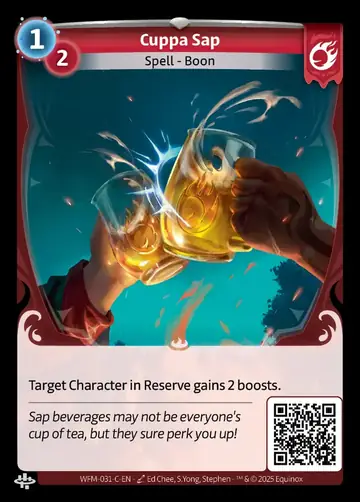 1
2
Cuppa Sap
Spell - Boon
Target Character in Reserve gains 2 boosts.
Sap beverages may not be everyone's
cup of tea, but they sure perk you up!
WFM-031-C-EN - Ed Chee, S.Yong, Stephen - ™ & © 2025 Equinox